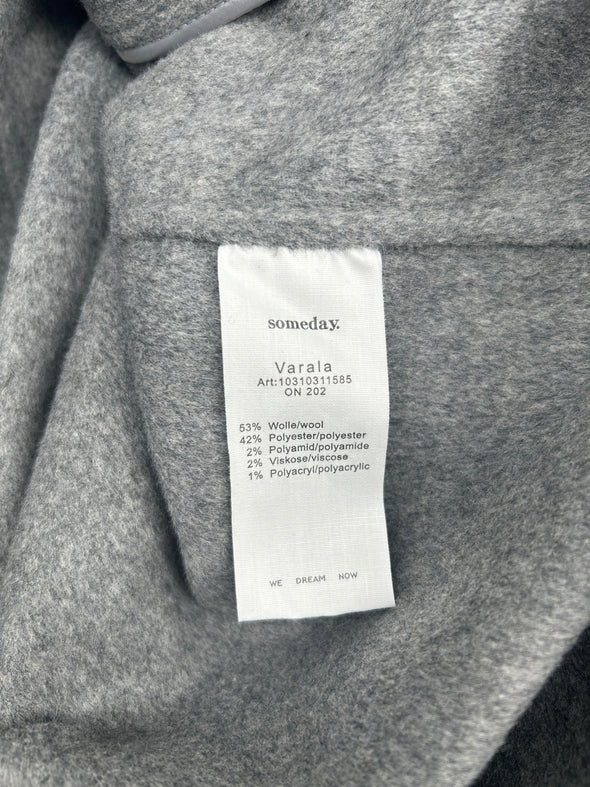 someday.
Varala
Art:10310311585
ON 202
53% Wolle/wool
42% Polyester/polyester
2% Polyamid/polyamide
2% Viskose/viscose
1% Polyacryl/polyacrylic
WE DREAM NOW